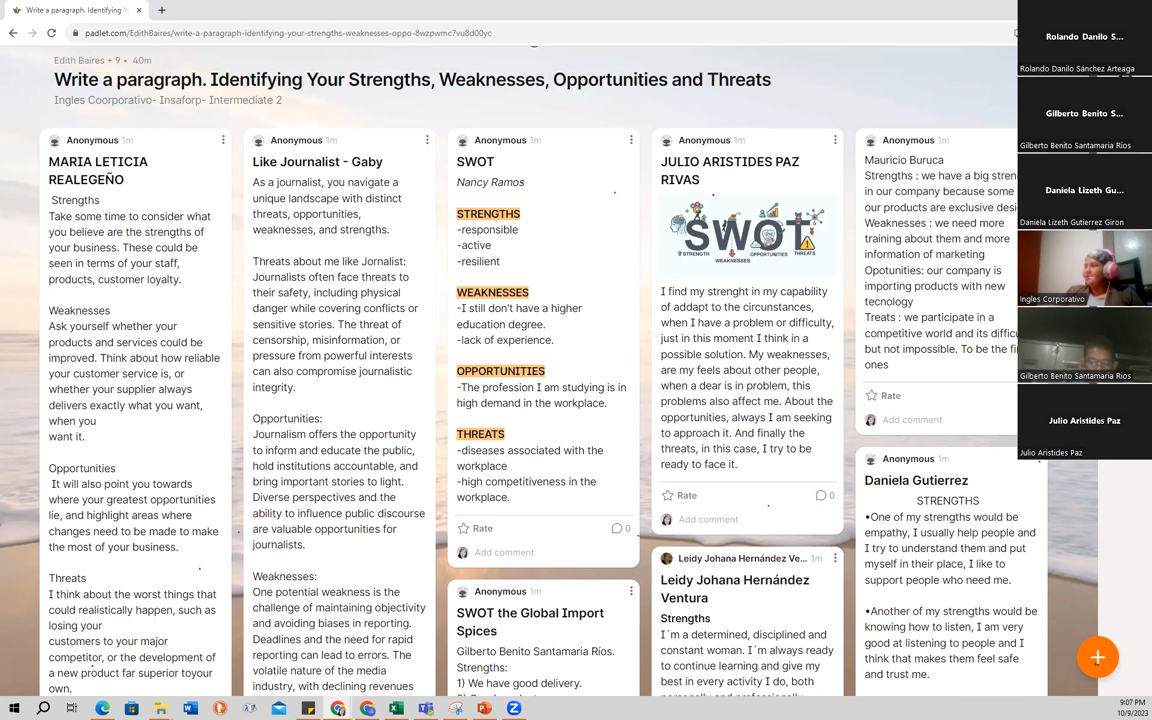 Write a paragraph. Identifying
padlet.com/EdithBaires/write-a-paragraph-identifying-your-strengths-weaknesses-oppo-8wzpwmc7vu8d00yc
Edith Baires + 9 • 40m
Write a paragraph. Identifying Your Strengths, Weaknesses, Opportunities and Threats
Ingles Coorporativo- Insaforp- Intermediate 2
Anonymous 1m
MARIA LETICIA
REALEGEÑO
Strengths
Take some time to consider what
you believe are the strengths of
your business. These could be
seen in terms of your staff,
products, customer loyalty.
Weaknesses
Ask yourself whether your
products and services could be
improved. Think about how reliable
your customer service is, or
whether your supplier always
delivers exactly what you want,
when you
want it.
Opportunities
It will also point you towards
where your greatest opportunities
lie, and highlight areas where
changes need to be made to make
the most of your business.
Threats
I think about the worst things that
could realistically happen, such as
losing your
customers to your major
competitor, or the development of
a new product far superior toyour
own.
Anonymous 1m
Like Journalist - Gaby
As a journalist, you navigate a
unique landscape with distinct
threats, opportunities,
weaknesses, and strengths.
Threats about me like Jornalist:
Journalists often face threats to
their safety, including physical
danger while covering conflicts or
sensitive stories. The threat of
censorship, misinformation, or
pressure from powerful interests
can also compromise journalistic
integrity.
Opportunities:
Journalism offers the opportunity
to inform and educate the public,
hold institutions accountable, and
bring important stories to light.
Diverse perspectives and the
ability to influence public discourse
are valuable opportunities for
journalists.
Weaknesses:
One potential weakness is the
challenge of maintaining objectivity
and avoiding biases in reporting.
Deadlines and the need for rapid
reporting can lead to errors. The
volatile nature of the media
industry, with declining revenues
Anonymous 1m
SWOT
Nancy Ramos
STRENGTHS
-responsible
-active
-resilient
WEAKNESSES
-I still don't have a higher
education degree.
-lack of experience.
OPPORTUNITIES
-The profession I am studying is in
high demand in the workplace.
THREATS
-diseases associated with the
workplace
-high competitiveness in the
workplace.
Rate 0
Add comment
Anonymous 1m
SWOT the Global Import
Spices
Gilberto Benito Santamaria Ríos.
Strengths:
1) We have good delivery.
Anonymous 1m
JULIO ARISTIDES PAZ
RIVAS
SWOT
STRENGTH WEAKNESSES OPPORTUNITIES THREATS
I find my strenght in my capability
of addapt to the circumstances,
when I have a problem or difficulty,
just in this moment I think in a
possible solution. My weaknesses,
are my feels about other people,
when a dear is in problem, this
problems also affect me. About the
opportunities, always I am seeking
to approach it. And finally the
threats, in this case, I try to be
ready to face it.
Rate 0
Add comment
Leidy Johana Hernández Ve... 1m
Leidy Johana Hernández
Ventura
Strengths
I´m a determined, disciplined and
constant woman. I´m always ready
to continue learning and give my
best in every activity I do, both
Anonymous 1m
Mauricio Buruca
Strengths : we have a big stren
in our company because some
our products are exclusive desi
Weaknesses : we need more
training about them and more
information of marketing
Opotunities: our company is
importing products with new
tecnology
Treats : we participate in a
competitive world and its difficu
but not impossible. To be the fi
ones
Rate
Add comment
Anonymous
Daniela Gutierrez
STRENGTHS
•One of my strengths would be
empathy, I usually help people and
I try to understand them and put
myself in their place, I like to
support people who need me.
•Another of my strengths would be
knowing how to listen, I am very
good at listening to people and I
think that makes them feel safe
and trust me.
Rolando Danilo S...
Rolando Danilo Sánchez Arteaga
Gilberto Benito S...
Gilberto Benito Santamaria Rios
Daniela Lizeth Gu...
Daniela Lizeth Gutierrez Giron
Ingles Corporativo
Gilberto Benito Santamaria Rios
Julio Aristides Paz
Julio Aristides Paz
9:07 PM
10/9/2023